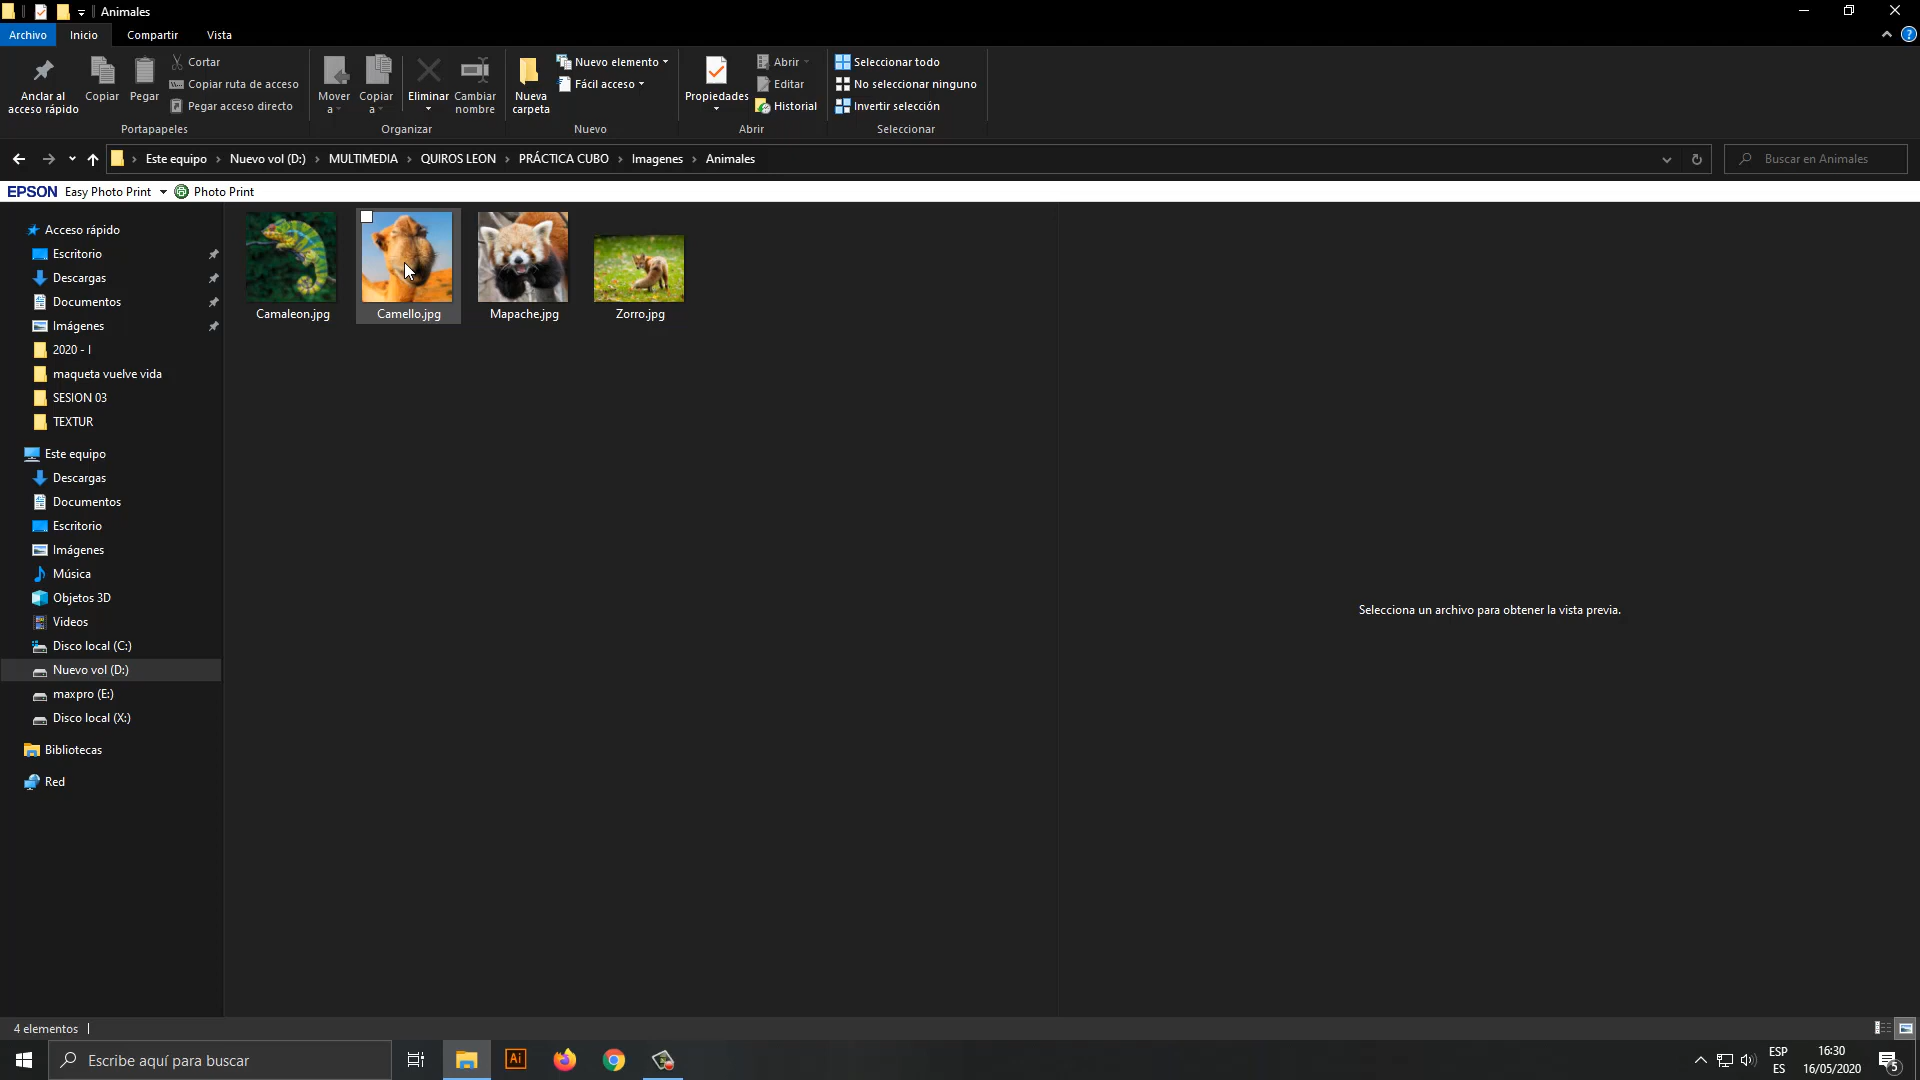 Animales
Archivo Inicio Compartir Vista
Anclar al acceso rápido
Copiar
Pegar
Cortar
Copiar ruta de acceso
Pegar acceso directo
Portapapeles
Mover a
Copiar a
Eliminar
Cambiar nombre
Organizar
Nueva carpeta
Nuevo elemento
Fácil acceso
Nuevo
Propiedades
Abrir
Editar
Historial
Abrir
Seleccionar todo
No seleccionar ninguno
Invertir selección
Seleccionar
Este equipo > Nuevo vol (D:) > MULTIMEDIA > QUIROS LEON > PRÁCTICA CUBO > Imagenes > Animales
Buscar en Animales
EPSON Easy Photo Print Photo Print
Acceso rápido
Escritorio
Descargas
Documentos
Imágenes
2020 - I
maqueta vuelve vida
SESION 03
TEXTUR
Este equipo
Descargas
Documentos
Escritorio
Imágenes
Música
Objetos 3D
Videos
Disco local (C:)
Nuevo vol (D:)
maxpro (E:)
Disco local (X:)
Bibliotecas
Red
Camaleon.jpg
Camello.jpg
Mapache.jpg
Zorro.jpg
Selecciona un archivo para obtener la vista previa.
4 elementos
Escribe aquí para buscar
Ai
ESP
ES
16:30
16/05/2020
5